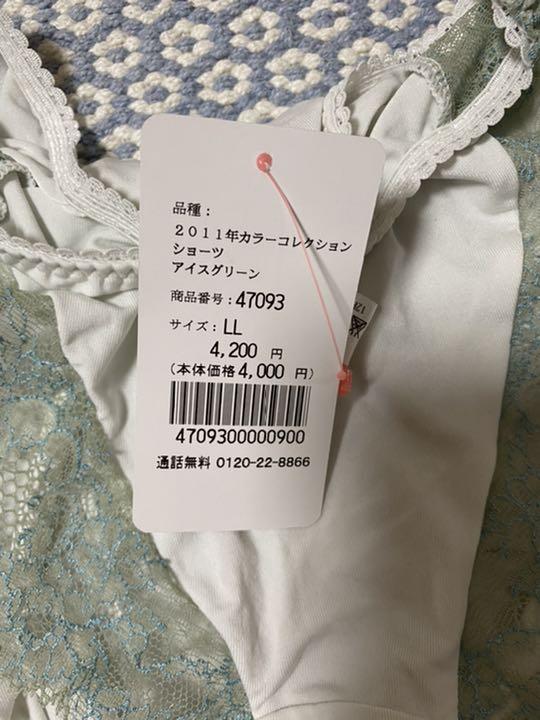 品種：
２０１１年カラーコレクション
ショーツ
アイスグリーン
商品番号：47093
サイズ：LL
4,200 円
(本体価格4,000 円)
4709300000900
通話無料 0120-22-8866